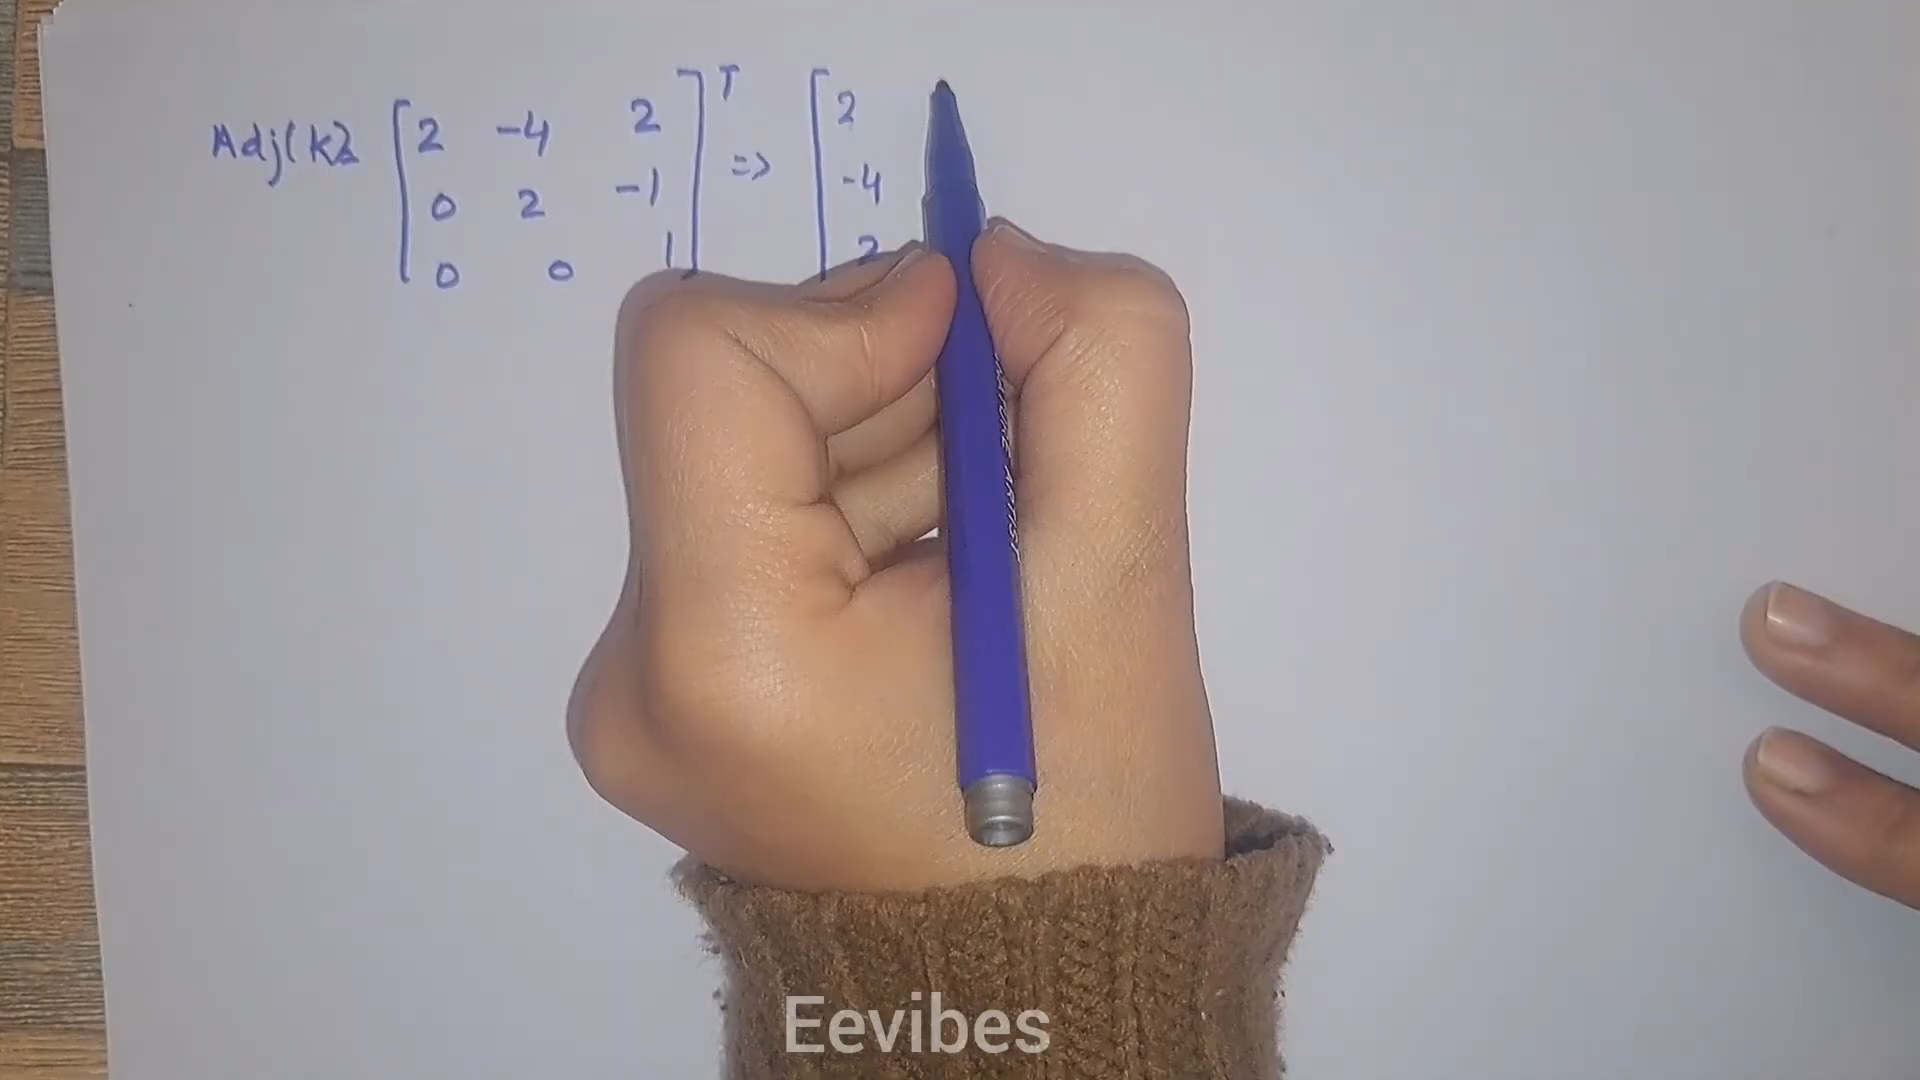 Adj(k)= [2 -4 2]ᵀ => [2
0 2 -1 -4
0 0 1 2
Eevibes